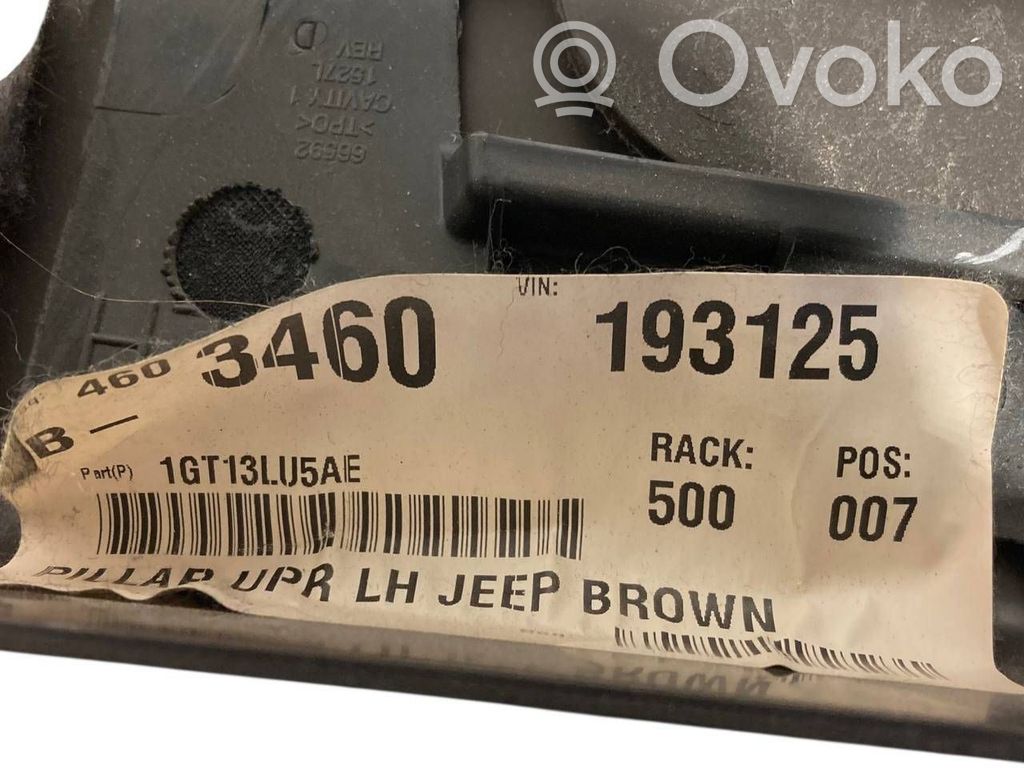 Ovoko
REV D
1627L
CAVITY 1
>TPO<
66592
VIN:
460 3460 193125
B –
RACK: POS:
Part(P) 1GT13LU5AE
500 007
PILLAR UPR LH JEEP BROWN